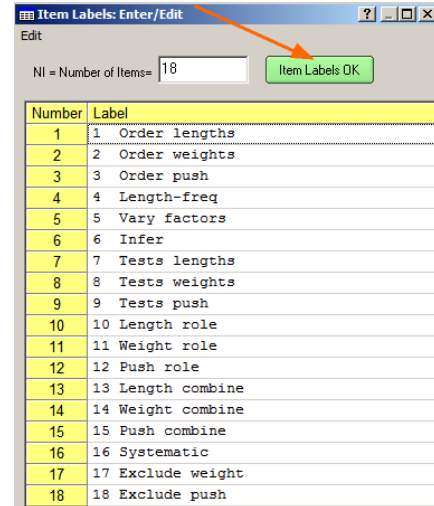 Item Labels: Enter/Edit
Edit
NI = Number of Items= 18 Item Labels OK
Number Label
1 1 Order lengths
2 2 Order weights
3 3 Order push
4 4 Length-freq
5 5 Vary factors
6 6 Infer
7 7 Tests lengths
8 8 Tests weights
9 9 Tests push
10 10 Length role
11 11 Weight role
12 12 Push role
13 13 Length combine
14 14 Weight combine
15 15 Push combine
16 16 Systematic
17 17 Exclude weight
18 18 Exclude push